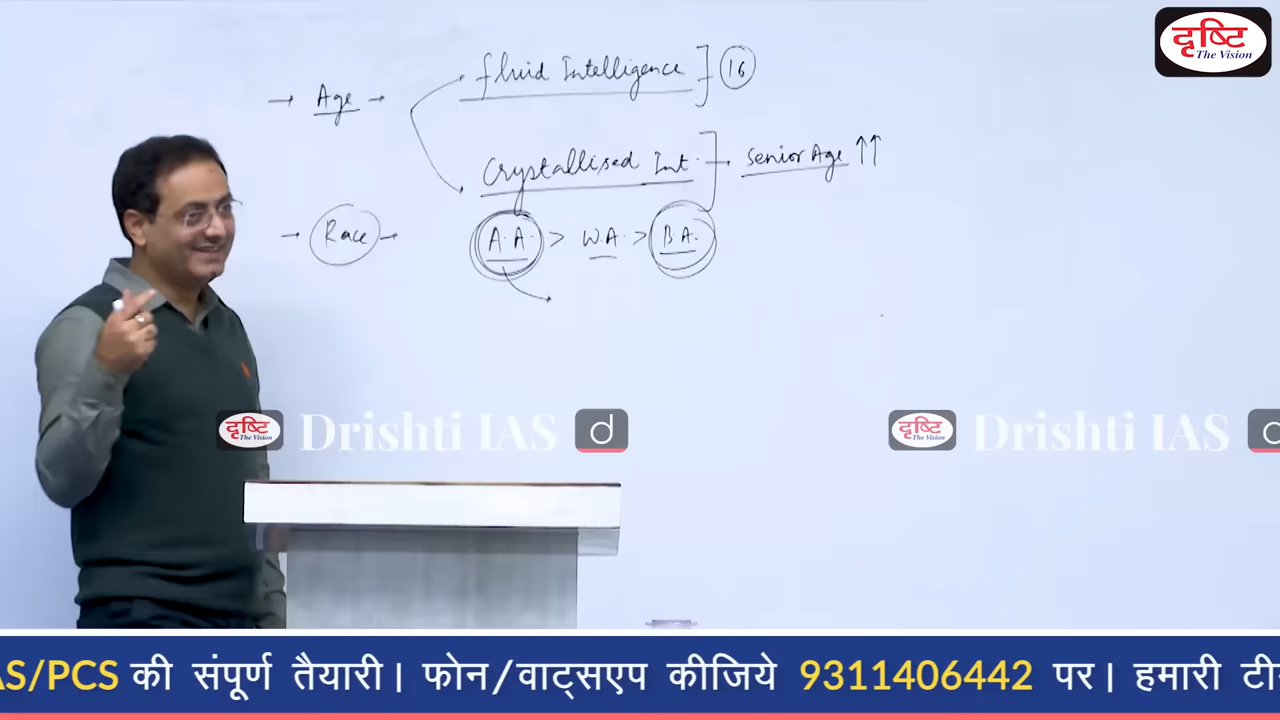 दृष्टि
The Vision
→ Age → fluid Intelligence ] 16
Crystallised Int. ] → Senior Age ↑↑
→ Race → A.A. > W.A. > B.A.
दृष्टि The Vision Drishti IAS d
दृष्टि The Vision Drishti IAS d
AS/PCS की संपूर्ण तैयारी। फोन/वाट्सएप कीजिये 9311406442 पर। हमारी टी